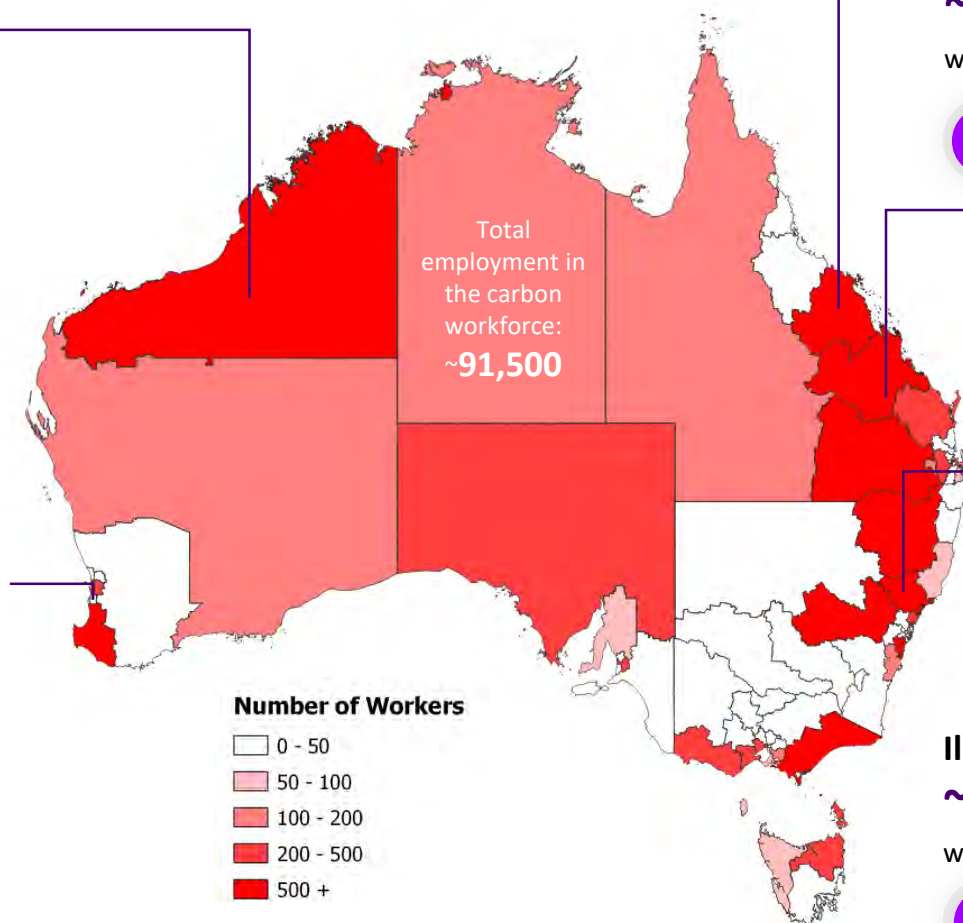 ~
w
Total
employment in
the carbon
workforce:
~91,500
Number of Workers
0 - 50
50 - 100
100 - 200
200 - 500
500 +
Il
~
w